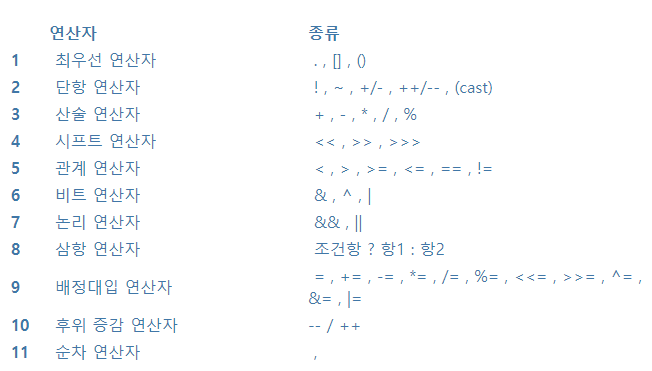 연산자 종류
1 최우선 연산자 . , [] , ()
2 단항 연산자 ! , ~ , +/- , ++/-- , (cast)
3 산술 연산자 + , - , * , / , %
4 시프트 연산자 << , >> , >>>
5 관계 연산자 < , > , >= , <= , == , !=
6 비트 연산자 & , ^ , |
7 논리 연산자 && , ||
8 삼항 연산자 조건항 ? 항1 : 항2
9 배정대입 연산자 = , += , -= , *= , /= , %= , <<= , >>= , ^= ,
&= , |=
10 후위 증감 연산자 -- / ++
11 순차 연산자 ,